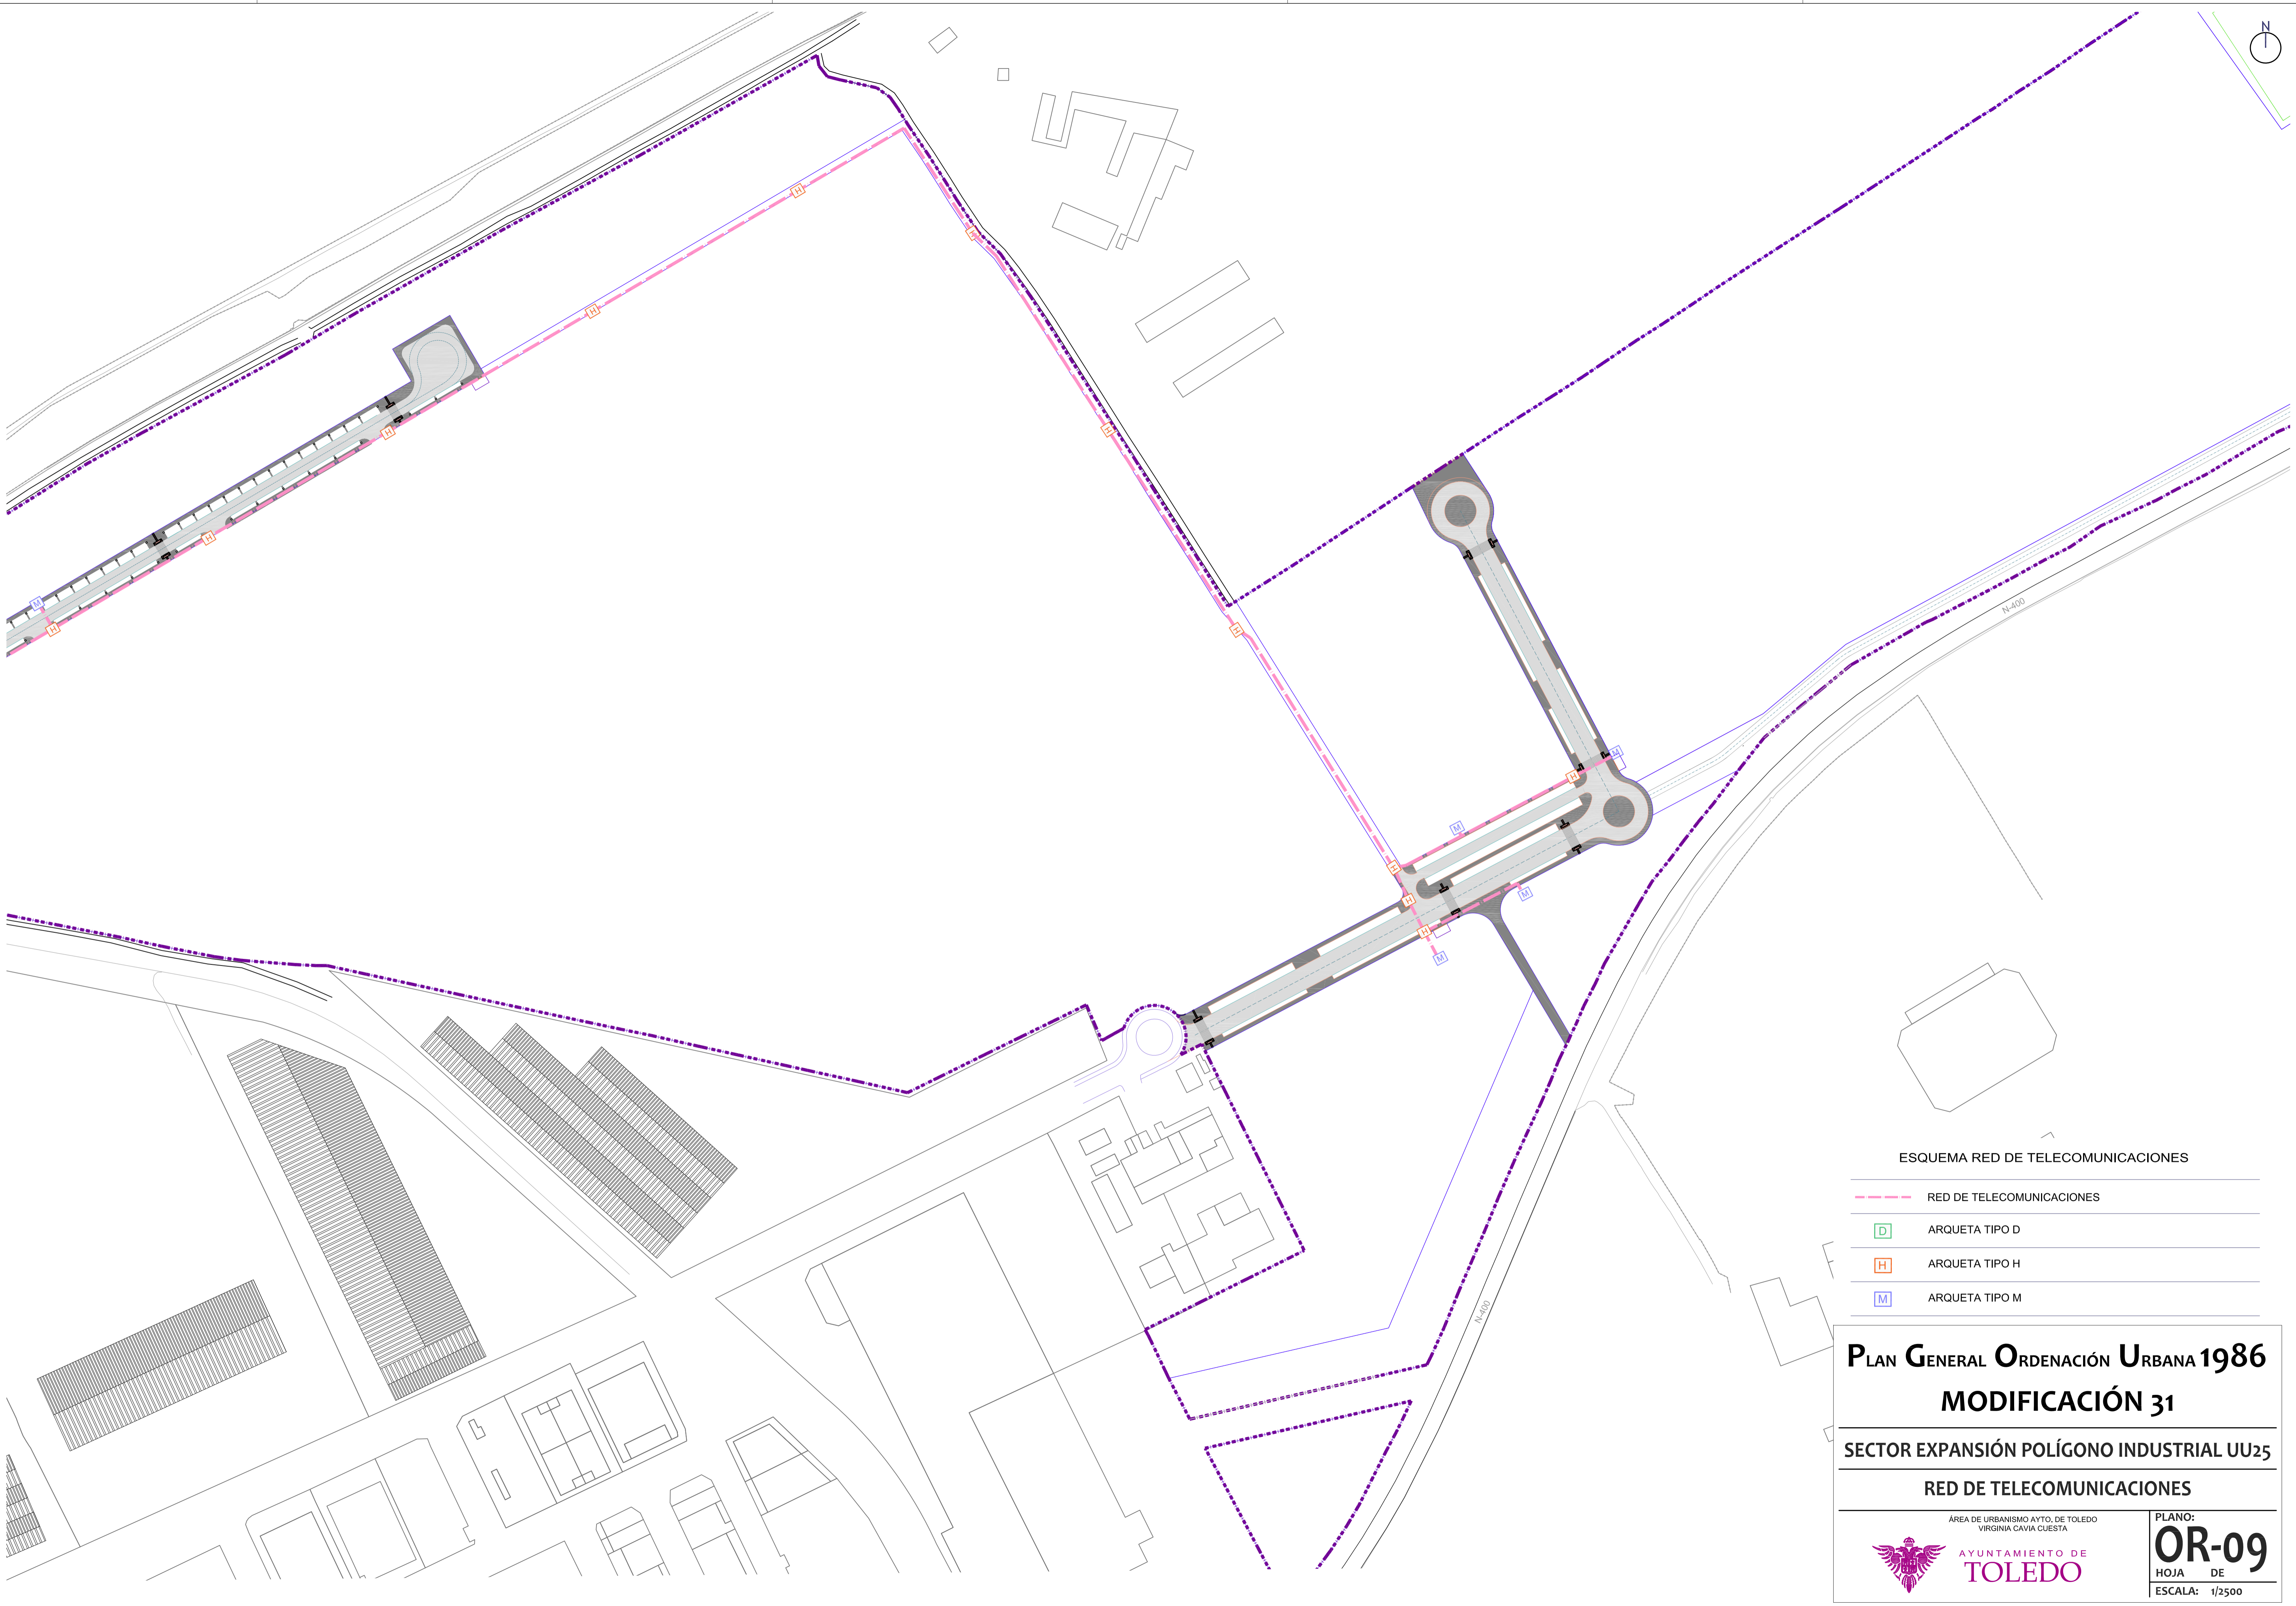 N
H
H
H
H
H
H
M
H
H
H
N-400
M
H
M
H
H
M
H
M
N-400
ESQUEMA RED DE TELECOMUNICACIONES
RED DE TELECOMUNICACIONES
D ARQUETA TIPO D
H ARQUETA TIPO H
M ARQUETA TIPO M
PLAN GENERAL ORDENACIÓN URBANA 1986
MODIFICACIÓN 31
SECTOR EXPANSIÓN POLÍGONO INDUSTRIAL UU25
RED DE TELECOMUNICACIONES
ÁREA DE URBANISMO AYTO, DE TOLEDO
VIRGINIA CAVIA CUESTA
AYUNTAMIENTO DE
TOLEDO
PLANO:
OR-09
HOJA DE
ESCALA: 1/2500